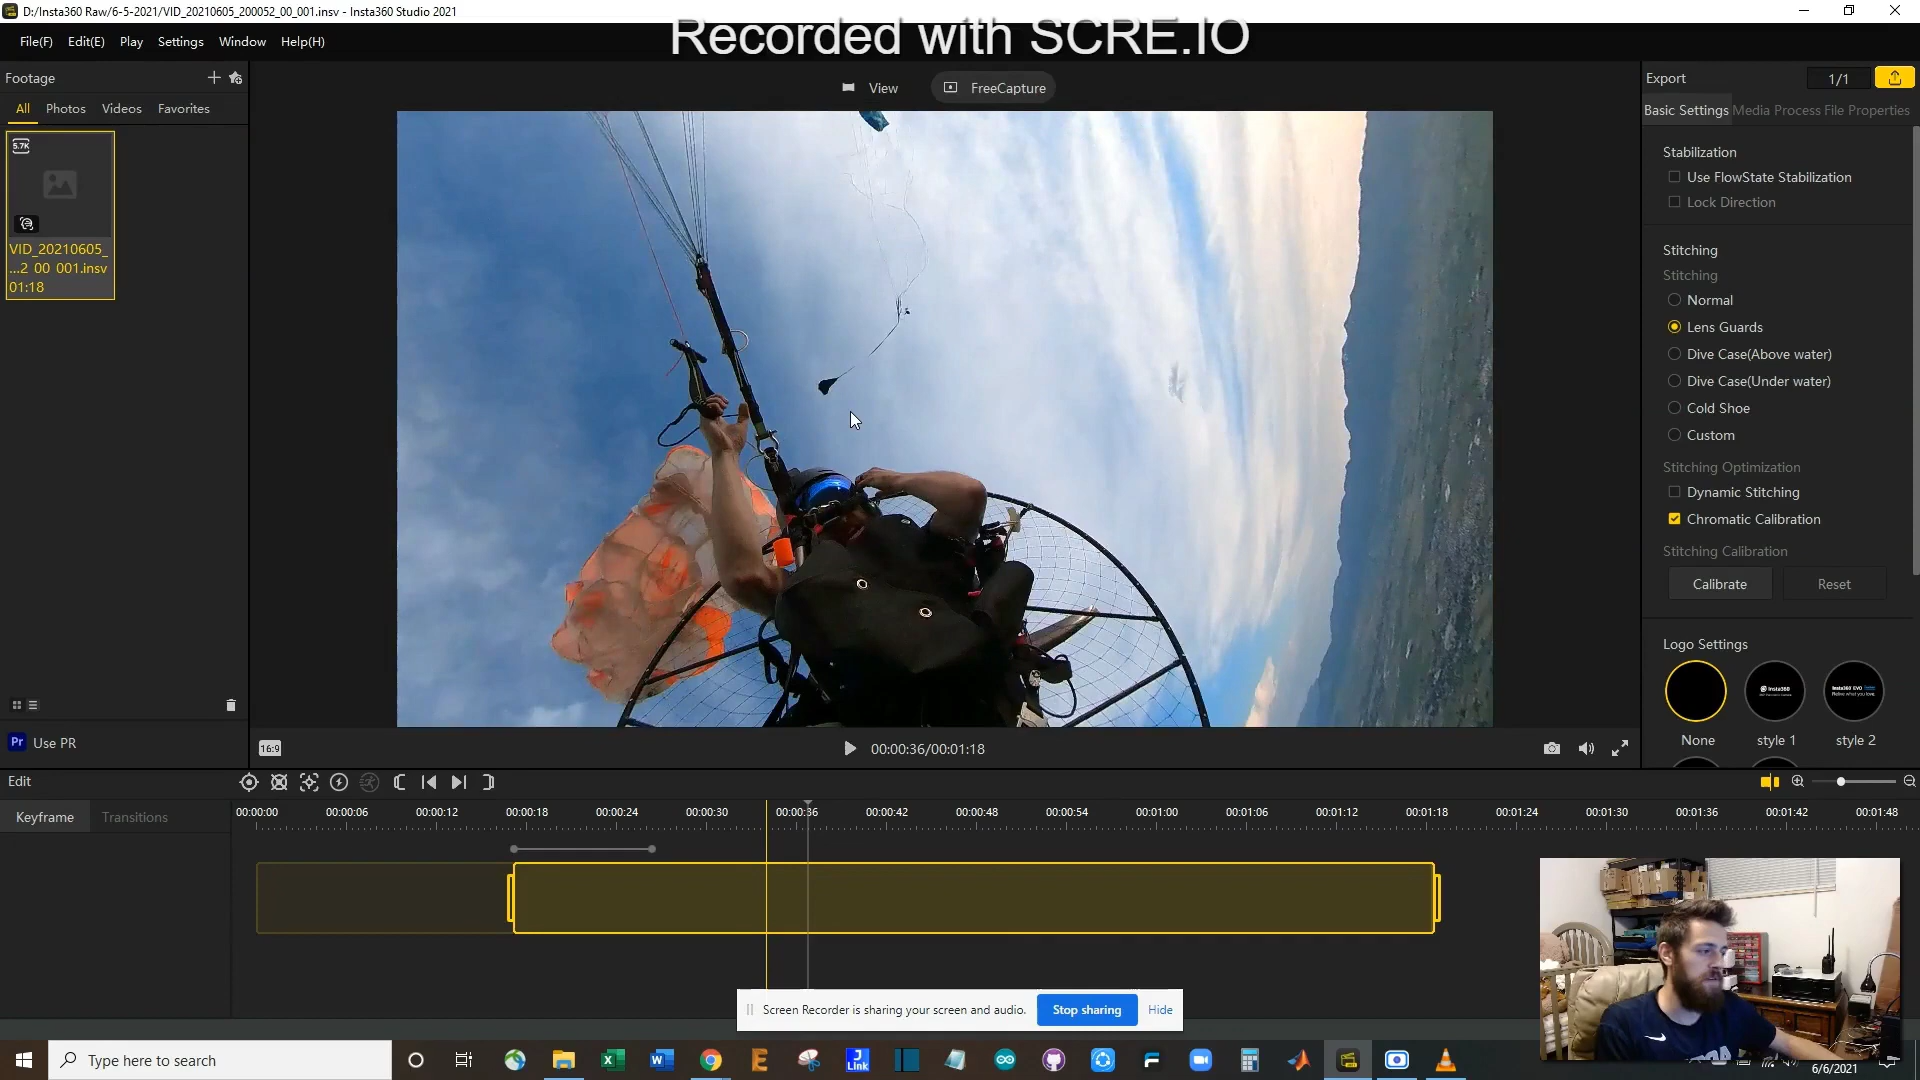 D:/Insta360 Raw/6-5-2021/VID_20210605_200052_00_001.insv - Insta360 Studio 2021
Recorded with SCRE.IO
File(F) Edit(E) Play Settings Window Help(H)
Footage
All Photos Videos Favorites
5.7K
VID_20210605_
...2_00_001.insv
01:18
View FreeCapture
Export 1/1
Basic Settings Media Process File Properties
Stabilization
Use FlowState Stabilization
Lock Direction
Stitching
Stitching
Normal
Lens Guards
Dive Case(Above water)
Dive Case(Under water)
Cold Shoe
Custom
Stitching Optimization
Dynamic Stitching
Chromatic Calibration
Stitching Calibration
Calibrate Reset
Logo Settings
Insta360
Insta360 EVO
None style 1 style 2
Pr Use PR
16:9
00:00:36/00:01:18
Edit
Keyframe Transitions
00:00:00 00:00:06 00:00:12 00:00:18 00:00:24 00:00:30 00:00:36 00:00:42 00:00:48 00:00:54 00:01:00 00:01:06 00:01:12 00:01:18 00:01:24 00:01:30 00:01:36 00:01:42 00:01:48
Screen Recorder is sharing your screen and audio. Stop sharing Hide
Type here to search
J Link
6/6/2021